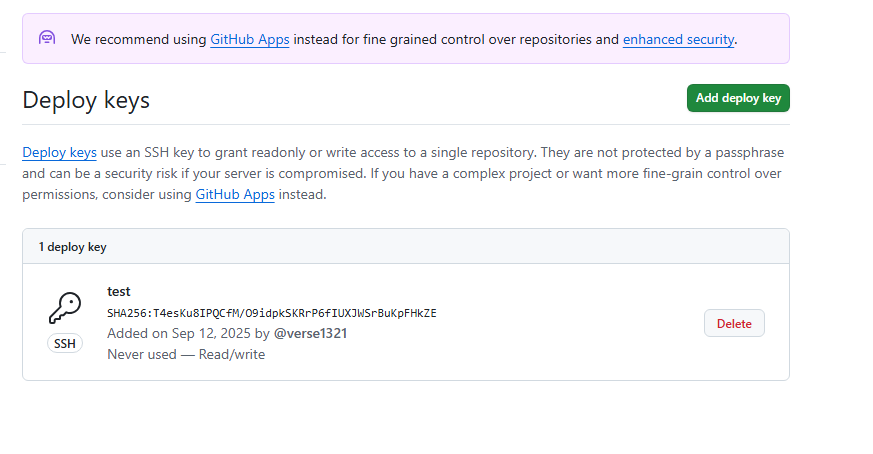 We recommend using GitHub Apps instead for fine grained control over repositories and enhanced security.
Deploy keys
Add deploy key
Deploy keys use an SSH key to grant readonly or write access to a single repository. They are not protected by a passphrase
and can be a security risk if your server is compromised. If you have a complex project or want more fine-grain control over
permissions, consider using GitHub Apps instead.
1 deploy key
test
SHA256:T4esKu8IPQCfM/O9idpkSKRrP6fIUXJWSrBuKpFHkZE
Added on Sep 12, 2025 by @verse1321
Never used — Read/write
SSH
Delete